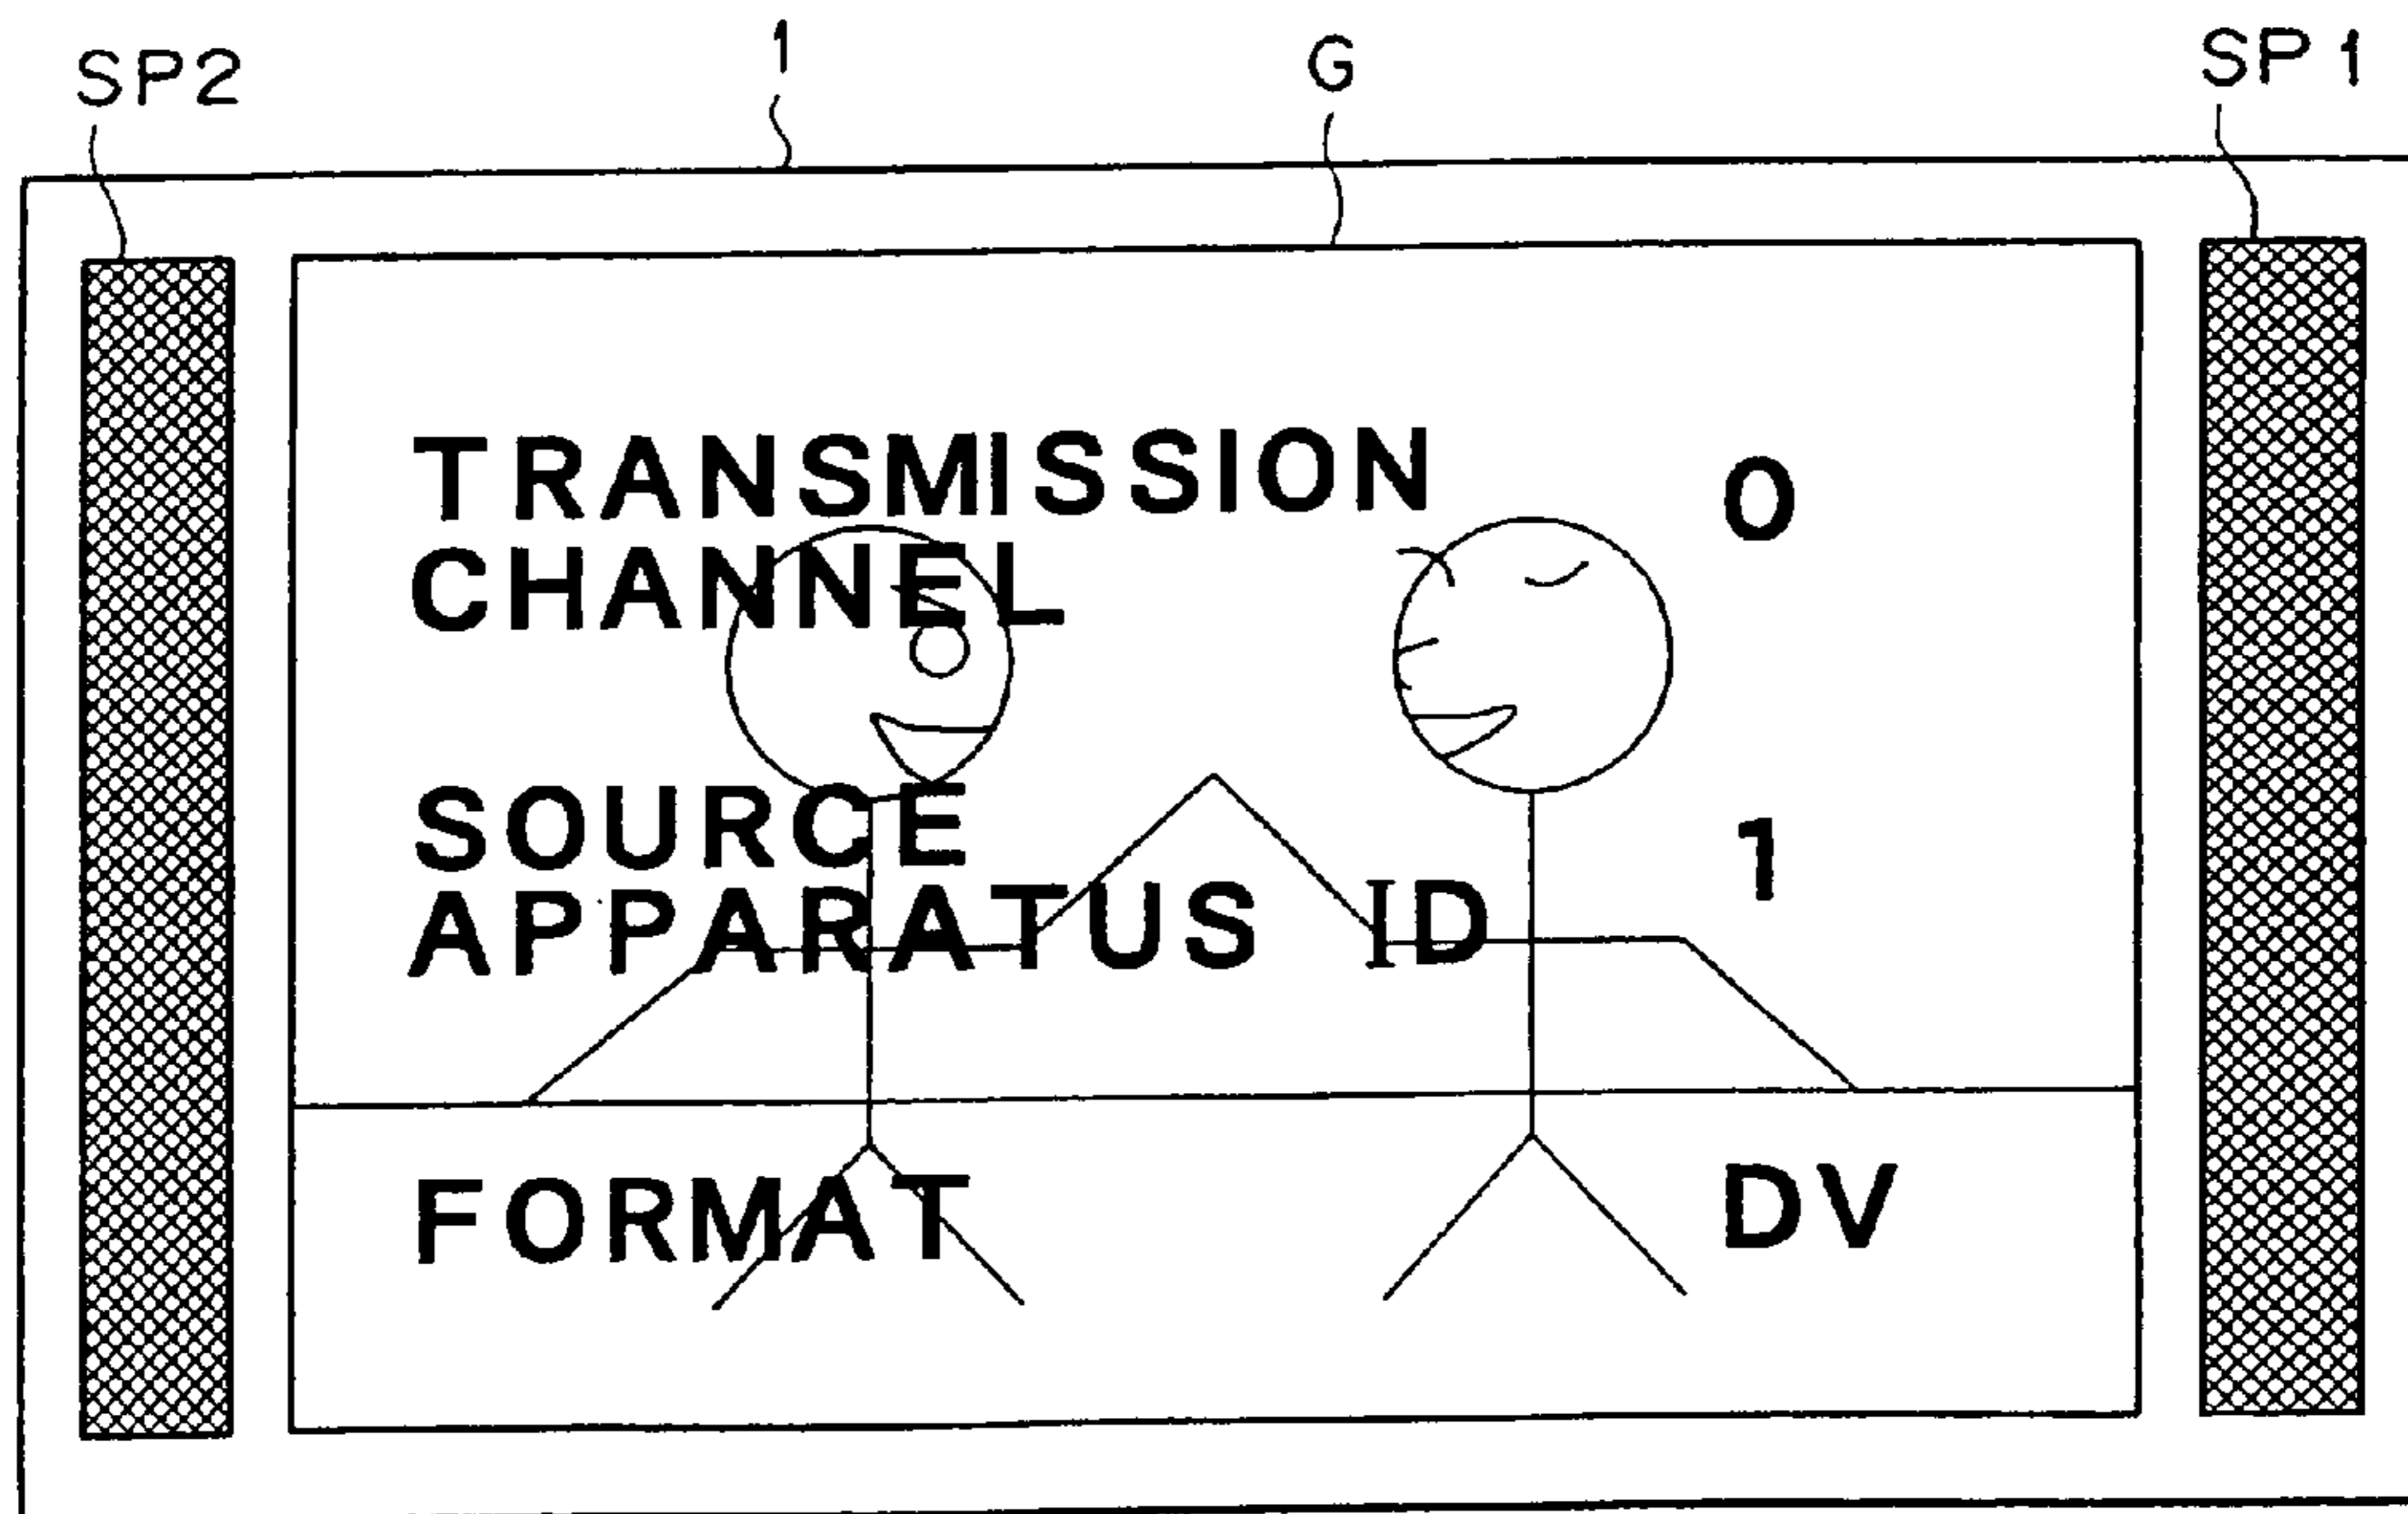 SP2 1 G SP1
TRANSMISSION 0
CHANNEL
SOURCE 1
APPARATUS ID
FORMAT DV